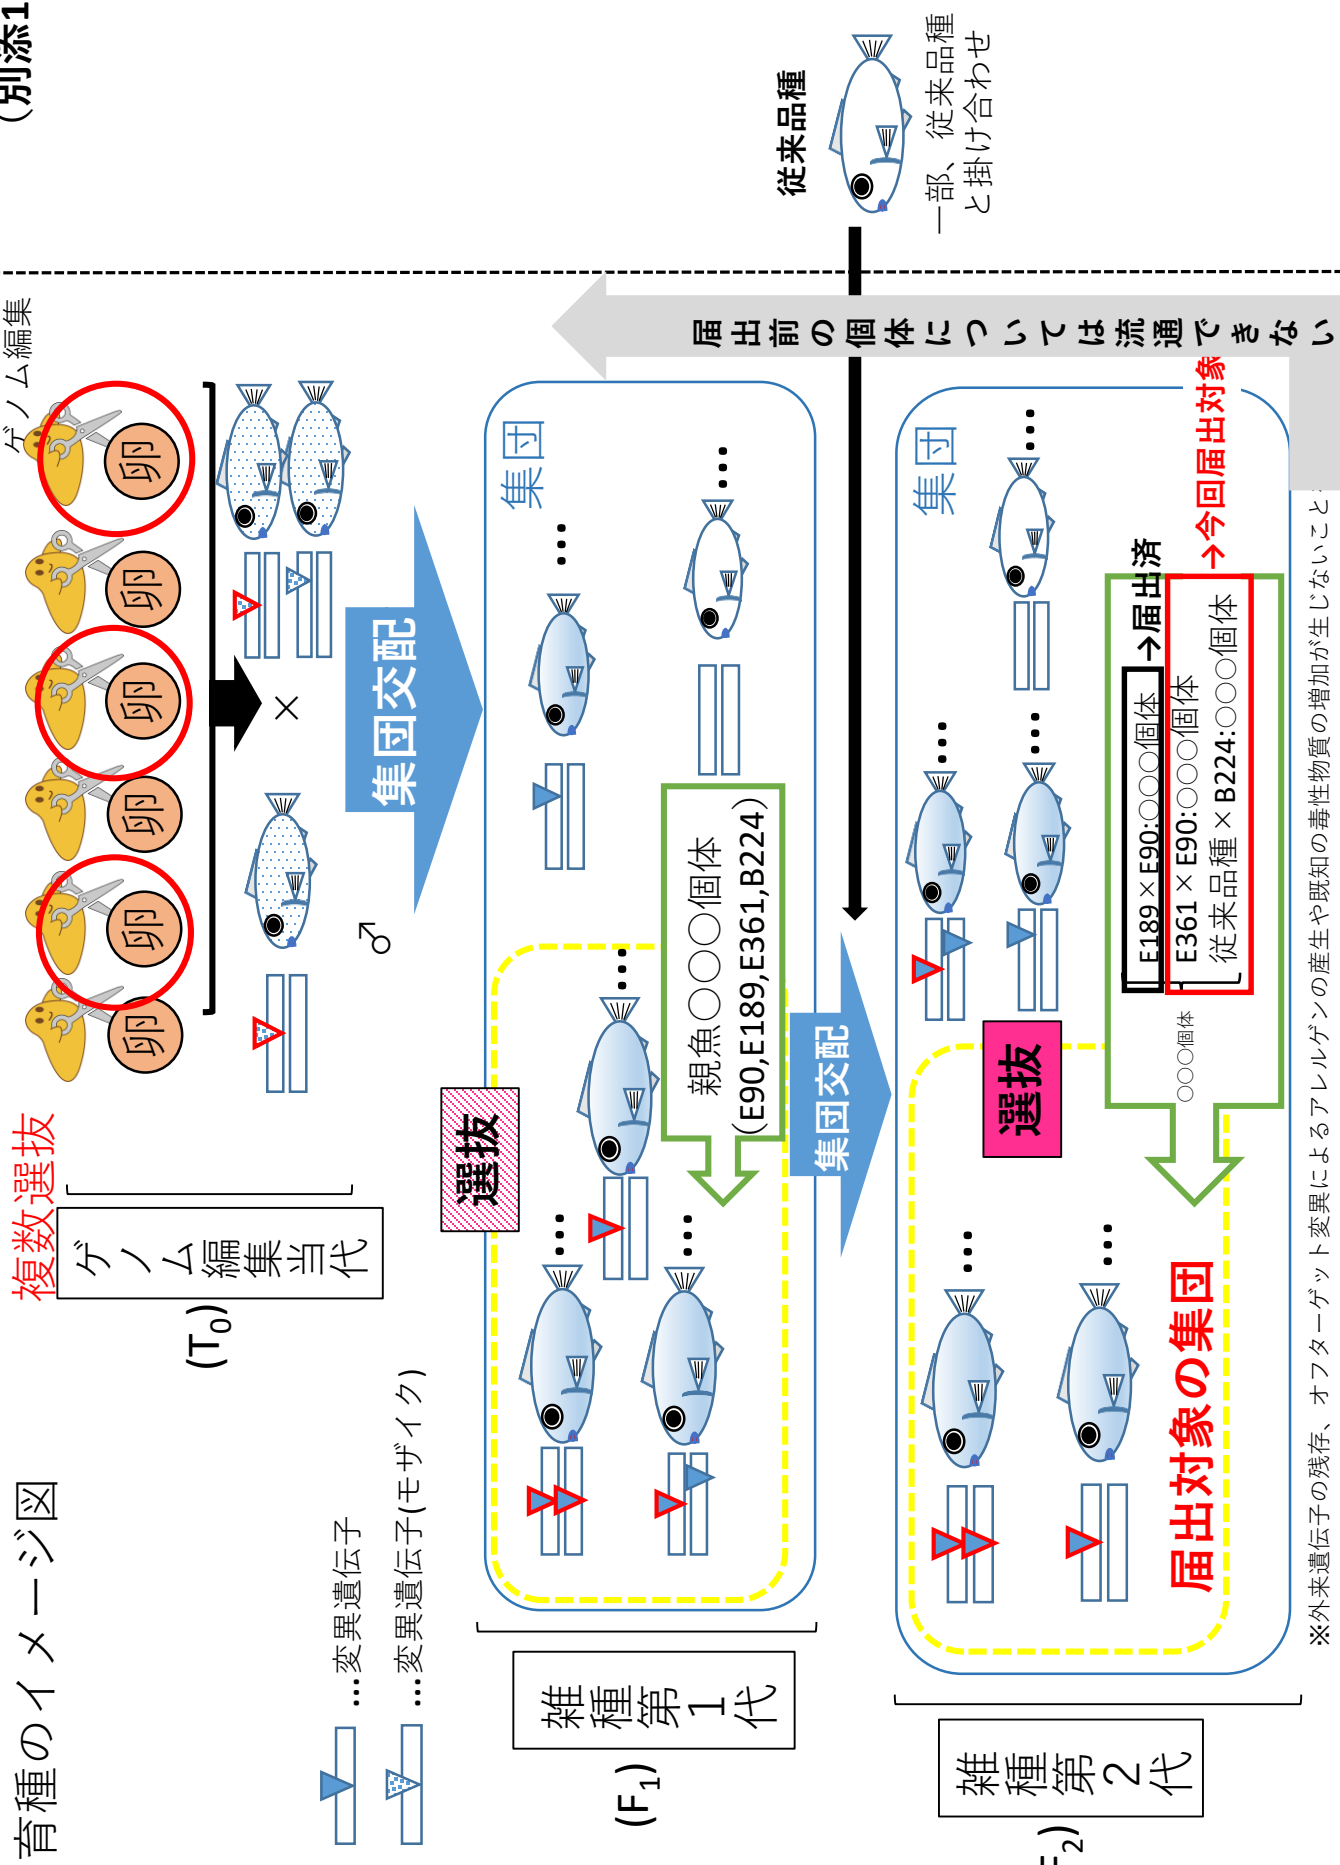 (別添1
育種のイメージ図
複数選抜
ゲノム編集
卵
卵
卵
卵
卵
卵
ゲノム編集当代
(T0)
♂
×
…変異遺伝子
…変異遺伝子(モザイク)
集団交配
雑種第1代
(F1)
選抜
集団
…
…
…
…
…
親魚○○○個体
(E90,E189,E361,B224)
従来品種
一部、従来品種
と掛け合わせ
集団交配
届出前の個体については流通できない
雑種第2代
F2)
選抜
集団
…
…
…
…
…
○○○個体
E189×E90:○○○個体
→届出済
E361×E90:○○○個体
従来品種×B224:○○○個体
→今回届出対象
届出対象の集団
※外来遺伝子の残存、オフターゲット変異によるアレルゲンの産生や既知の毒性物質の増加が生じないこと